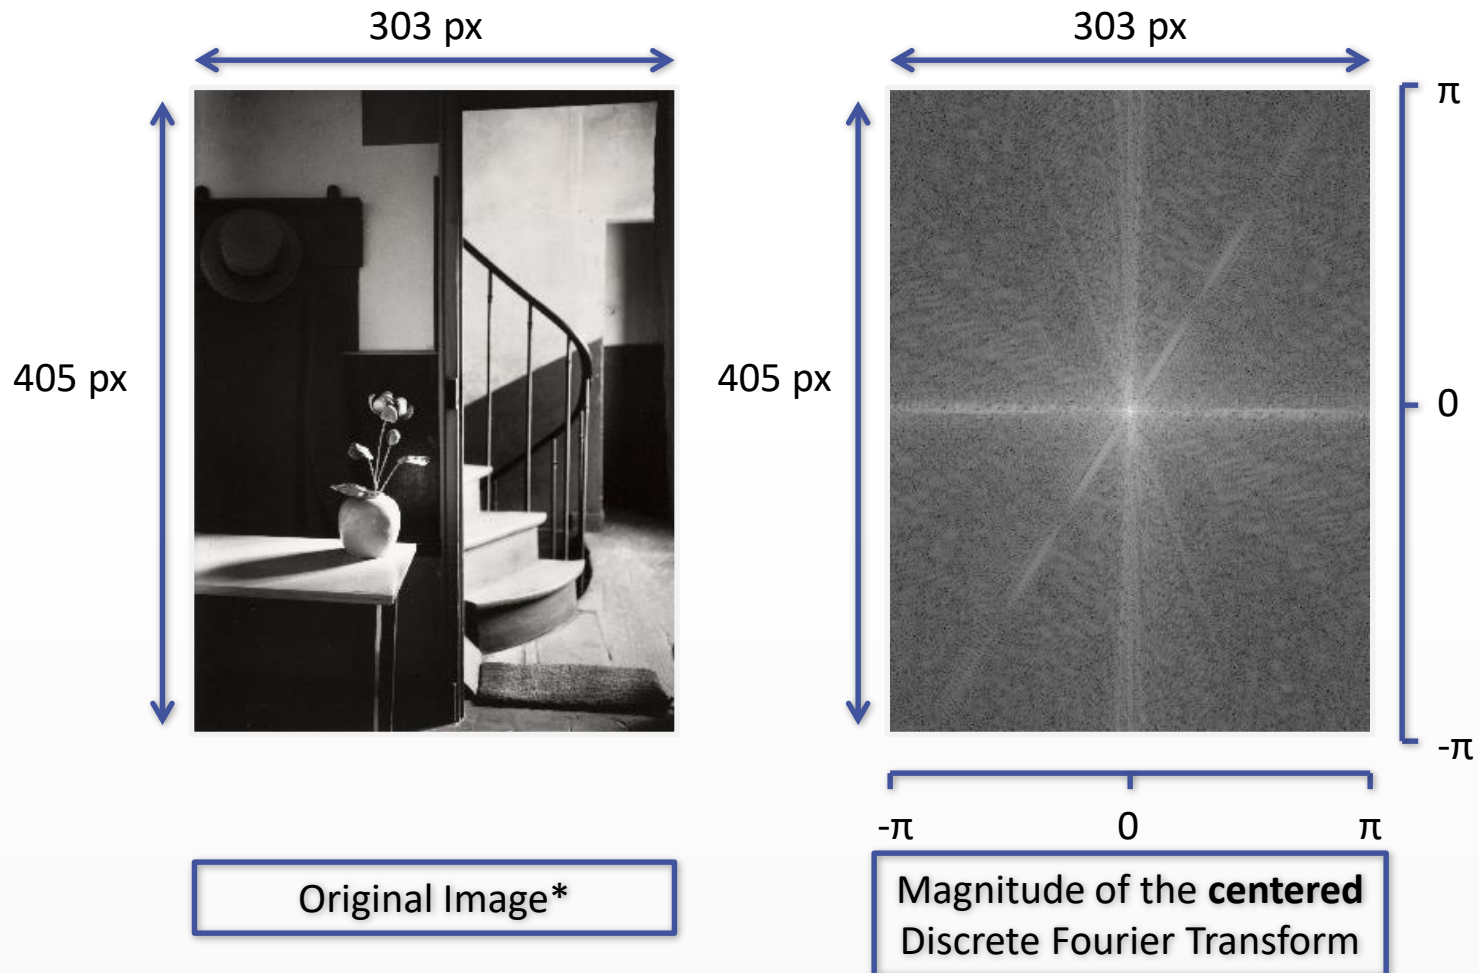 303 px
303 px
π
405 px
405 px
0
-π
-π
0
π
Original Image*
Magnitude of the centered
Discrete Fourier Transform